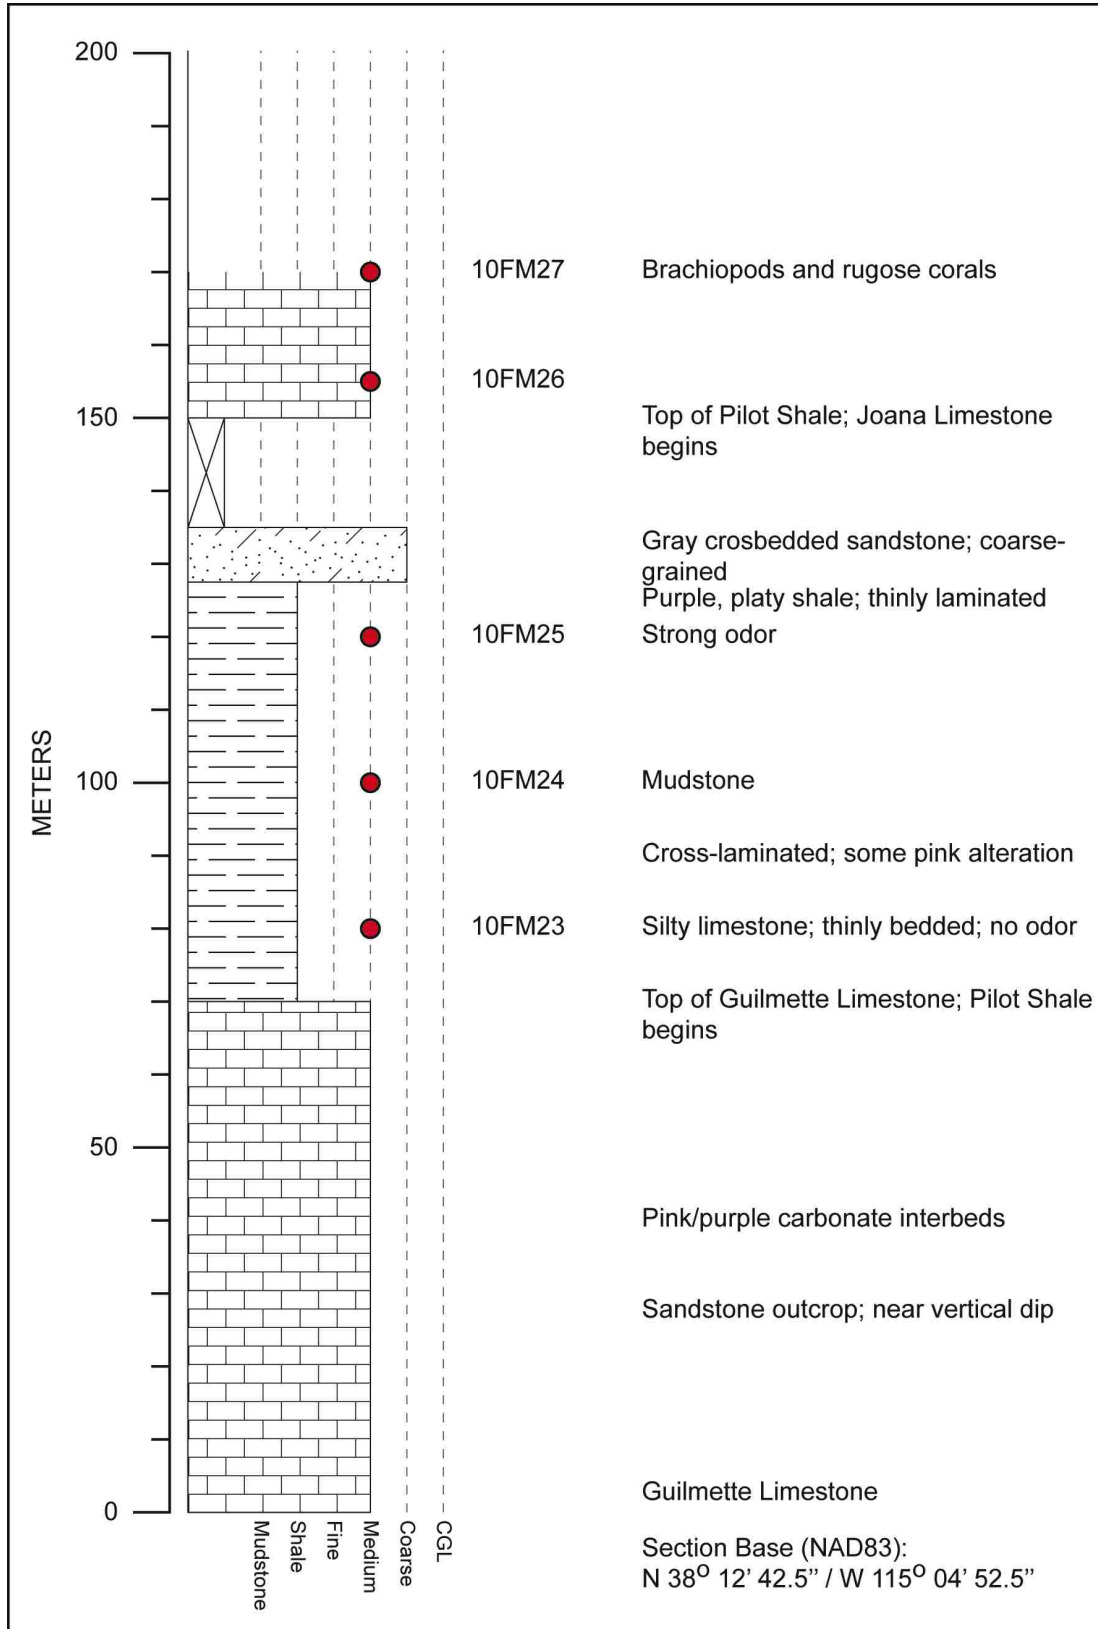 200
10FM27 Brachiopods and rugose corals
10FM26
150
Top of Pilot Shale; Joana Limestone
begins
Gray crosbedded sandstone; coarse-
grained
Purple, platy shale; thinly laminated
10FM25 Strong odor
METERS
100 10FM24 Mudstone
Cross-laminated; some pink alteration
10FM23 Silty limestone; thinly bedded; no odor
Top of Guilmette Limestone; Pilot Shale
begins
50
Pink/purple carbonate interbeds
Sandstone outcrop; near vertical dip
Guilmette Limestone
0
Mudstone
Shale
Fine
Medium
Coarse
CGL
Section Base (NAD83):
N 38° 12’ 42.5” / W 115° 04’ 52.5”